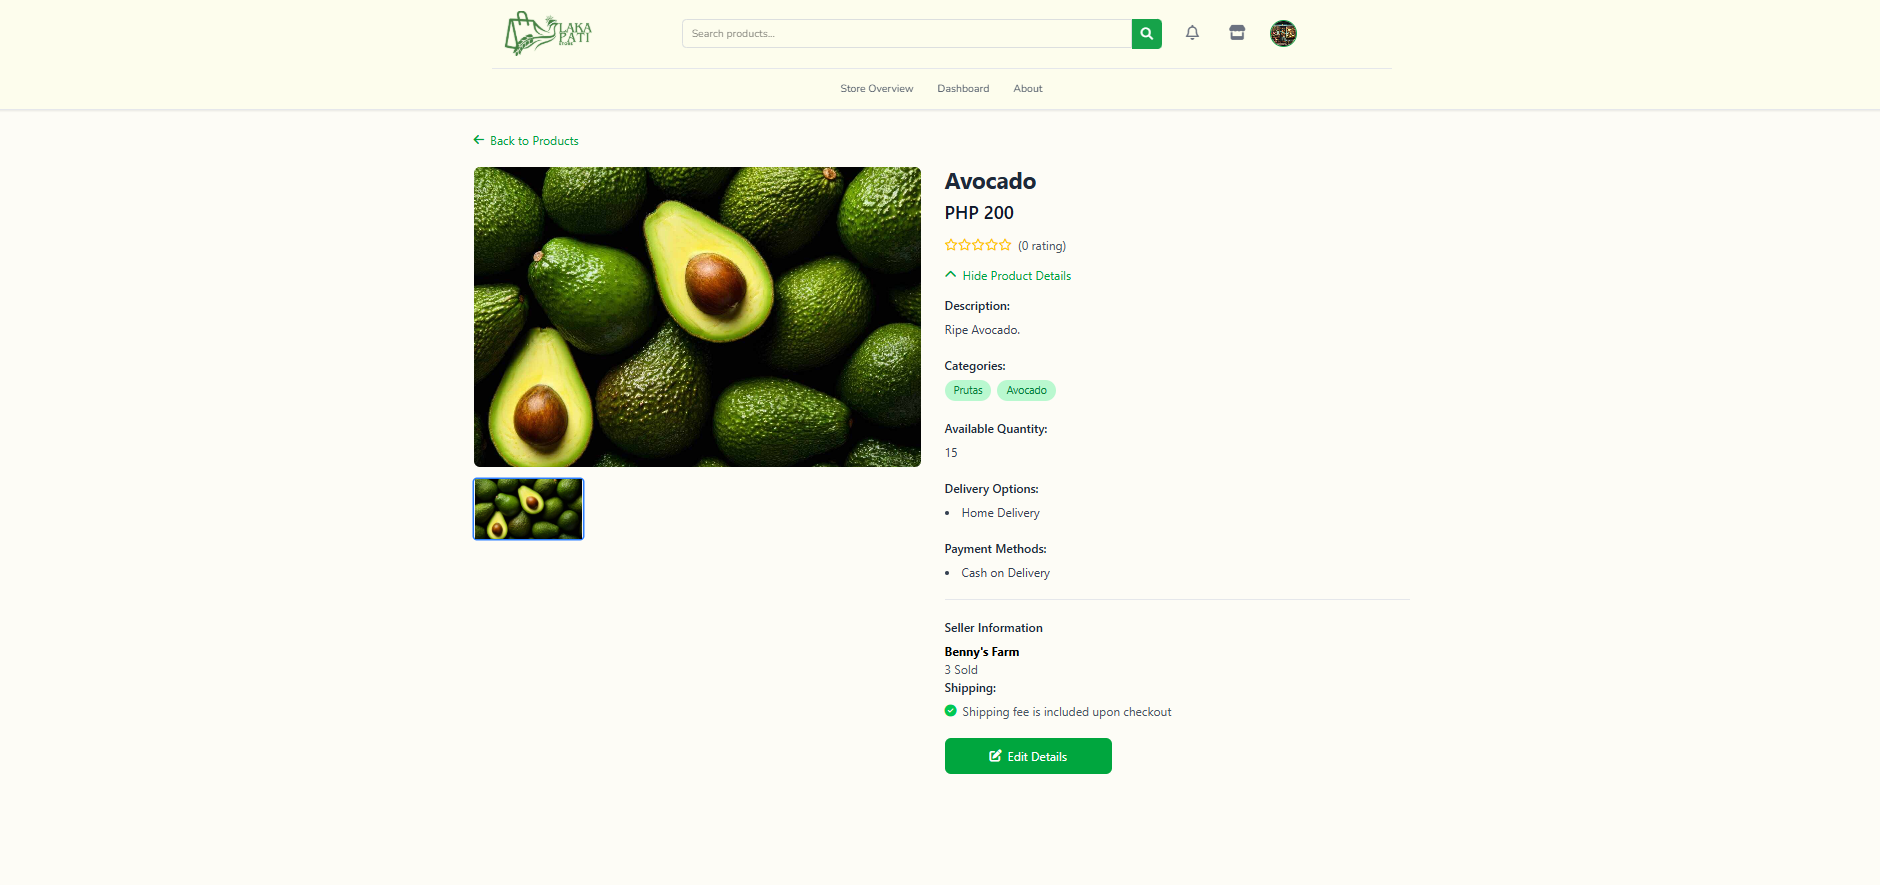 LAKA
PATI
STORE
Search products...
Store Overview
Dashboard
About
Back to Products
Avocado
PHP 200
(0 rating)
Hide Product Details
Description:
Ripe Avocado.
Categories:
Prutas
Avocado
Available Quantity:
15
Delivery Options:
• Home Delivery
Payment Methods:
• Cash on Delivery
Seller Information
Benny's Farm
3 Sold
Shipping:
Shipping fee is included upon checkout
Edit Details